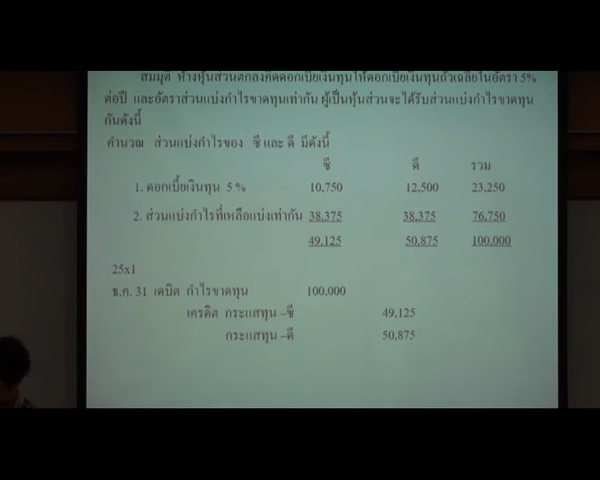 สมมุติ ห้างหุ้นส่วนตกลงคิดดอกเบี้ยเงินทุนให้ดอกเบี้ยเงินทุนถัวเฉลี่ยในอัตรา 5%
ต่อปี และอัตราส่วนแบ่งกำไรขาดทุนเท่ากัน ผู้เป็นหุ้นส่วนจะได้รับส่วนแบ่งกำไรขาดทุน
กันดังนี้
คำนวณ ส่วนแบ่งกำไรของ ซี และ ดี มีดังนี้
ซี ดี รวม
1. ดอกเบี้ยเงินทุน 5 % 10,750 12,500 23,250
2. ส่วนแบ่งกำไรที่เหลือแบ่งเท่ากัน 38,375 38,375 76,750
49,125 50,875 100,000
25x1
ธ.ค. 31 เดบิต กำไรขาดทุน 100,000
เครดิต กระแสทุน –ซี 49,125
กระแสทุน –ดี 50,875